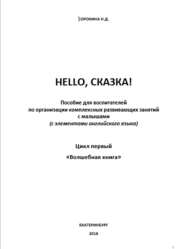 СОРОКИНА Н.Д.
HELLO, СКАЗКА!
Пособие для воспитателей
по организации комплексных развивающих занятий
с малышами
(с элементами английского языка)
Цикл первый
«Волшебная книга»
ЕКАТЕРИНБУРГ
2018